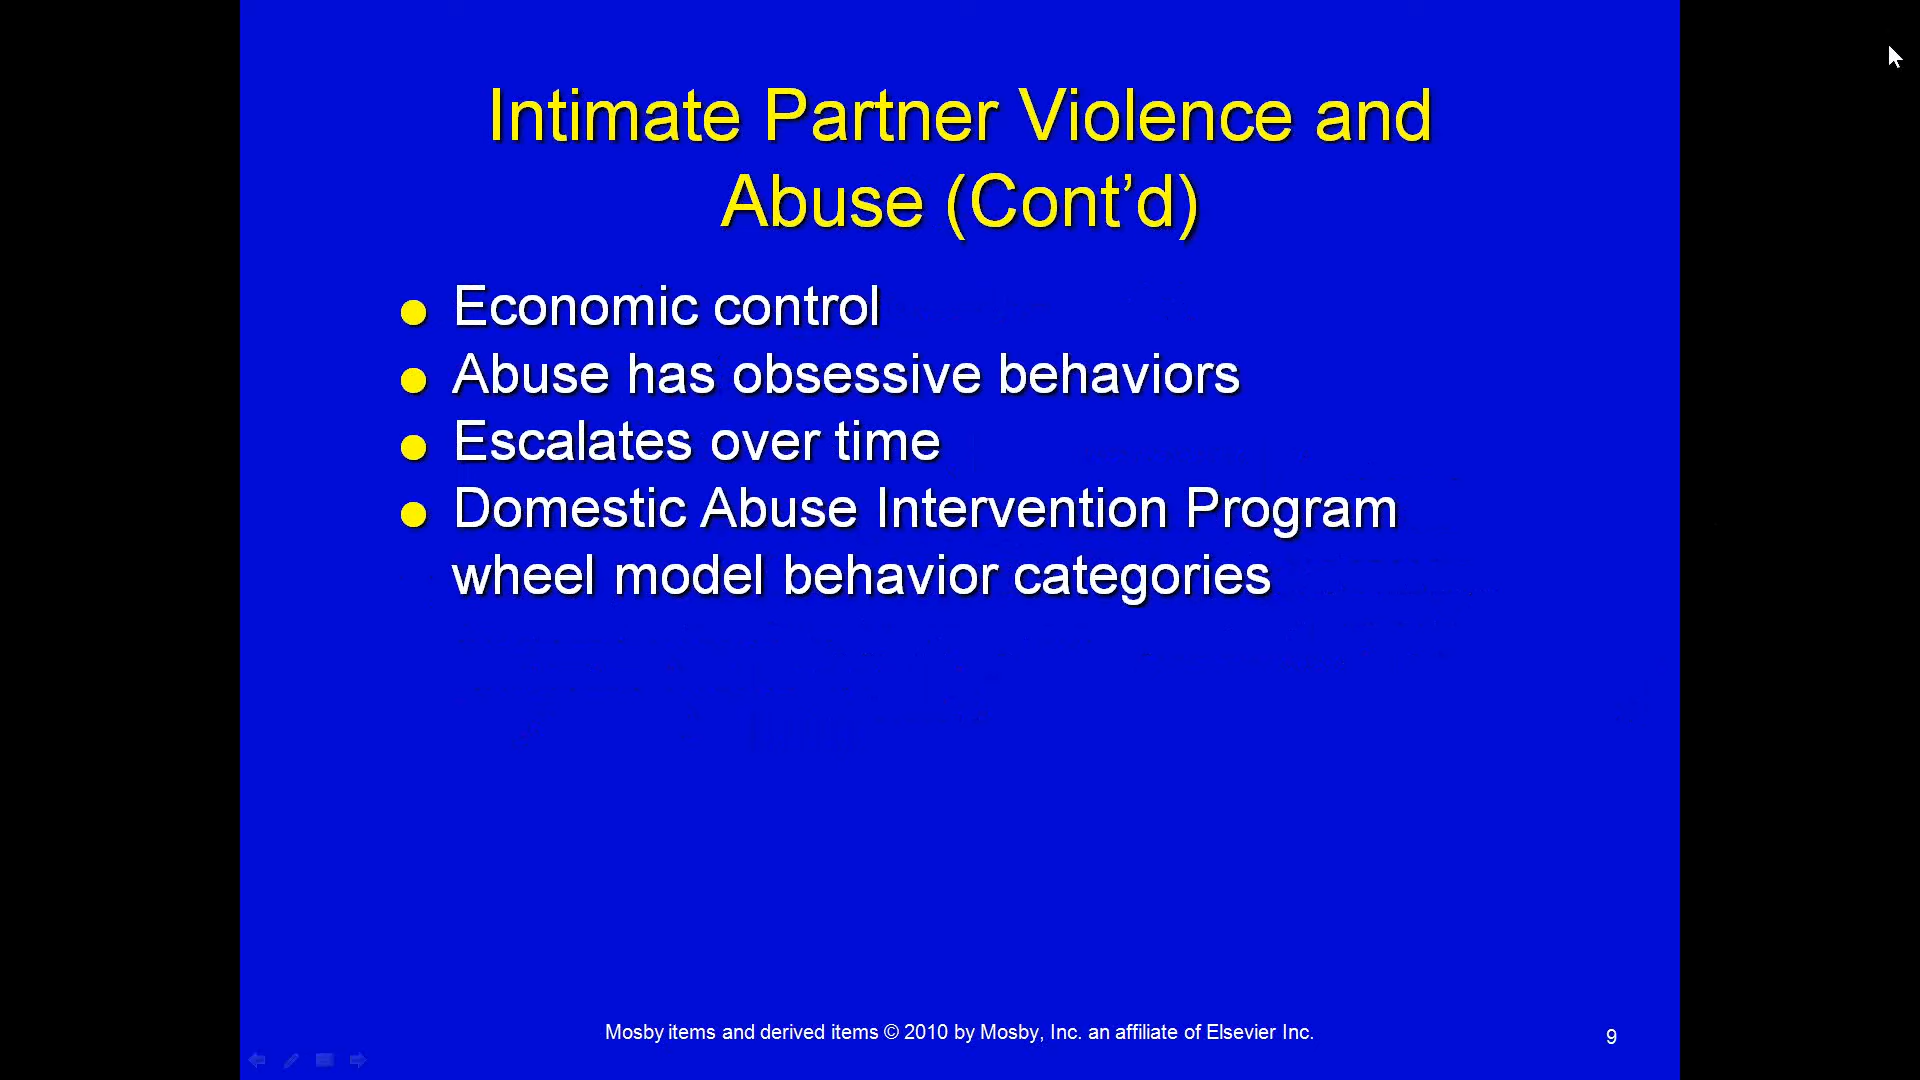 Intimate Partner Violence and
Abuse (Cont’d)
Economic control
Abuse has obsessive behaviors
Escalates over time
Domestic Abuse Intervention Program
wheel model behavior categories
Mosby items and derived items © 2010 by Mosby, Inc. an affiliate of Elsevier Inc.
9